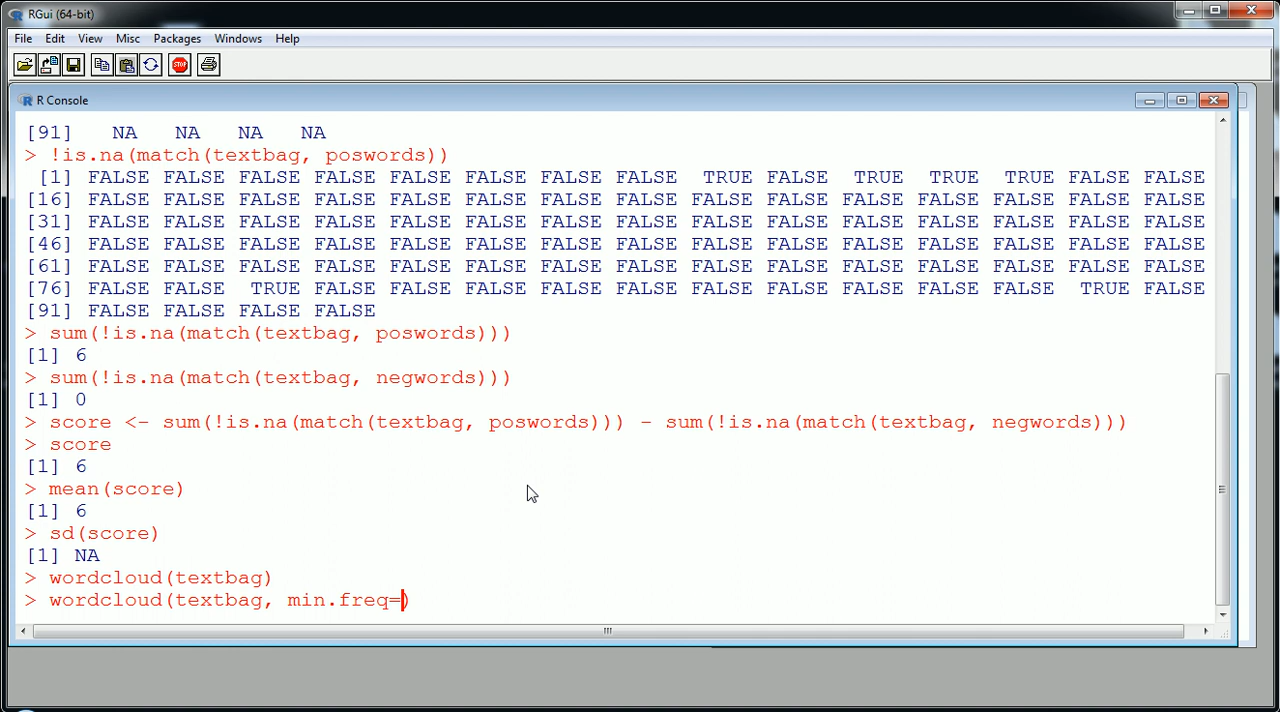 RGui (64-bit)
File Edit View Misc Packages Windows Help
STOP
R Console
[91] NA NA NA NA
> !is.na(match(textbag, poswords))
[1] FALSE FALSE FALSE FALSE FALSE FALSE FALSE FALSE TRUE FALSE TRUE TRUE TRUE FALSE FALSE
[16] FALSE FALSE FALSE FALSE FALSE FALSE FALSE FALSE FALSE FALSE FALSE FALSE FALSE FALSE FALSE
[31] FALSE FALSE FALSE FALSE FALSE FALSE FALSE FALSE FALSE FALSE FALSE FALSE FALSE FALSE FALSE
[46] FALSE FALSE FALSE FALSE FALSE FALSE FALSE FALSE FALSE FALSE FALSE FALSE FALSE FALSE FALSE
[61] FALSE FALSE FALSE FALSE FALSE FALSE FALSE FALSE FALSE FALSE FALSE FALSE FALSE FALSE FALSE
[76] FALSE FALSE TRUE FALSE FALSE FALSE FALSE FALSE FALSE FALSE FALSE FALSE FALSE TRUE FALSE
[91] FALSE FALSE FALSE FALSE
> sum(!is.na(match(textbag, poswords)))
[1] 6
> sum(!is.na(match(textbag, negwords)))
[1] 0
> score <- sum(!is.na(match(textbag, poswords))) - sum(!is.na(match(textbag, negwords)))
> score
[1] 6
> mean(score)
[1] 6
> sd(score)
[1] NA
> wordcloud(textbag)
> wordcloud(textbag, min.freq=)